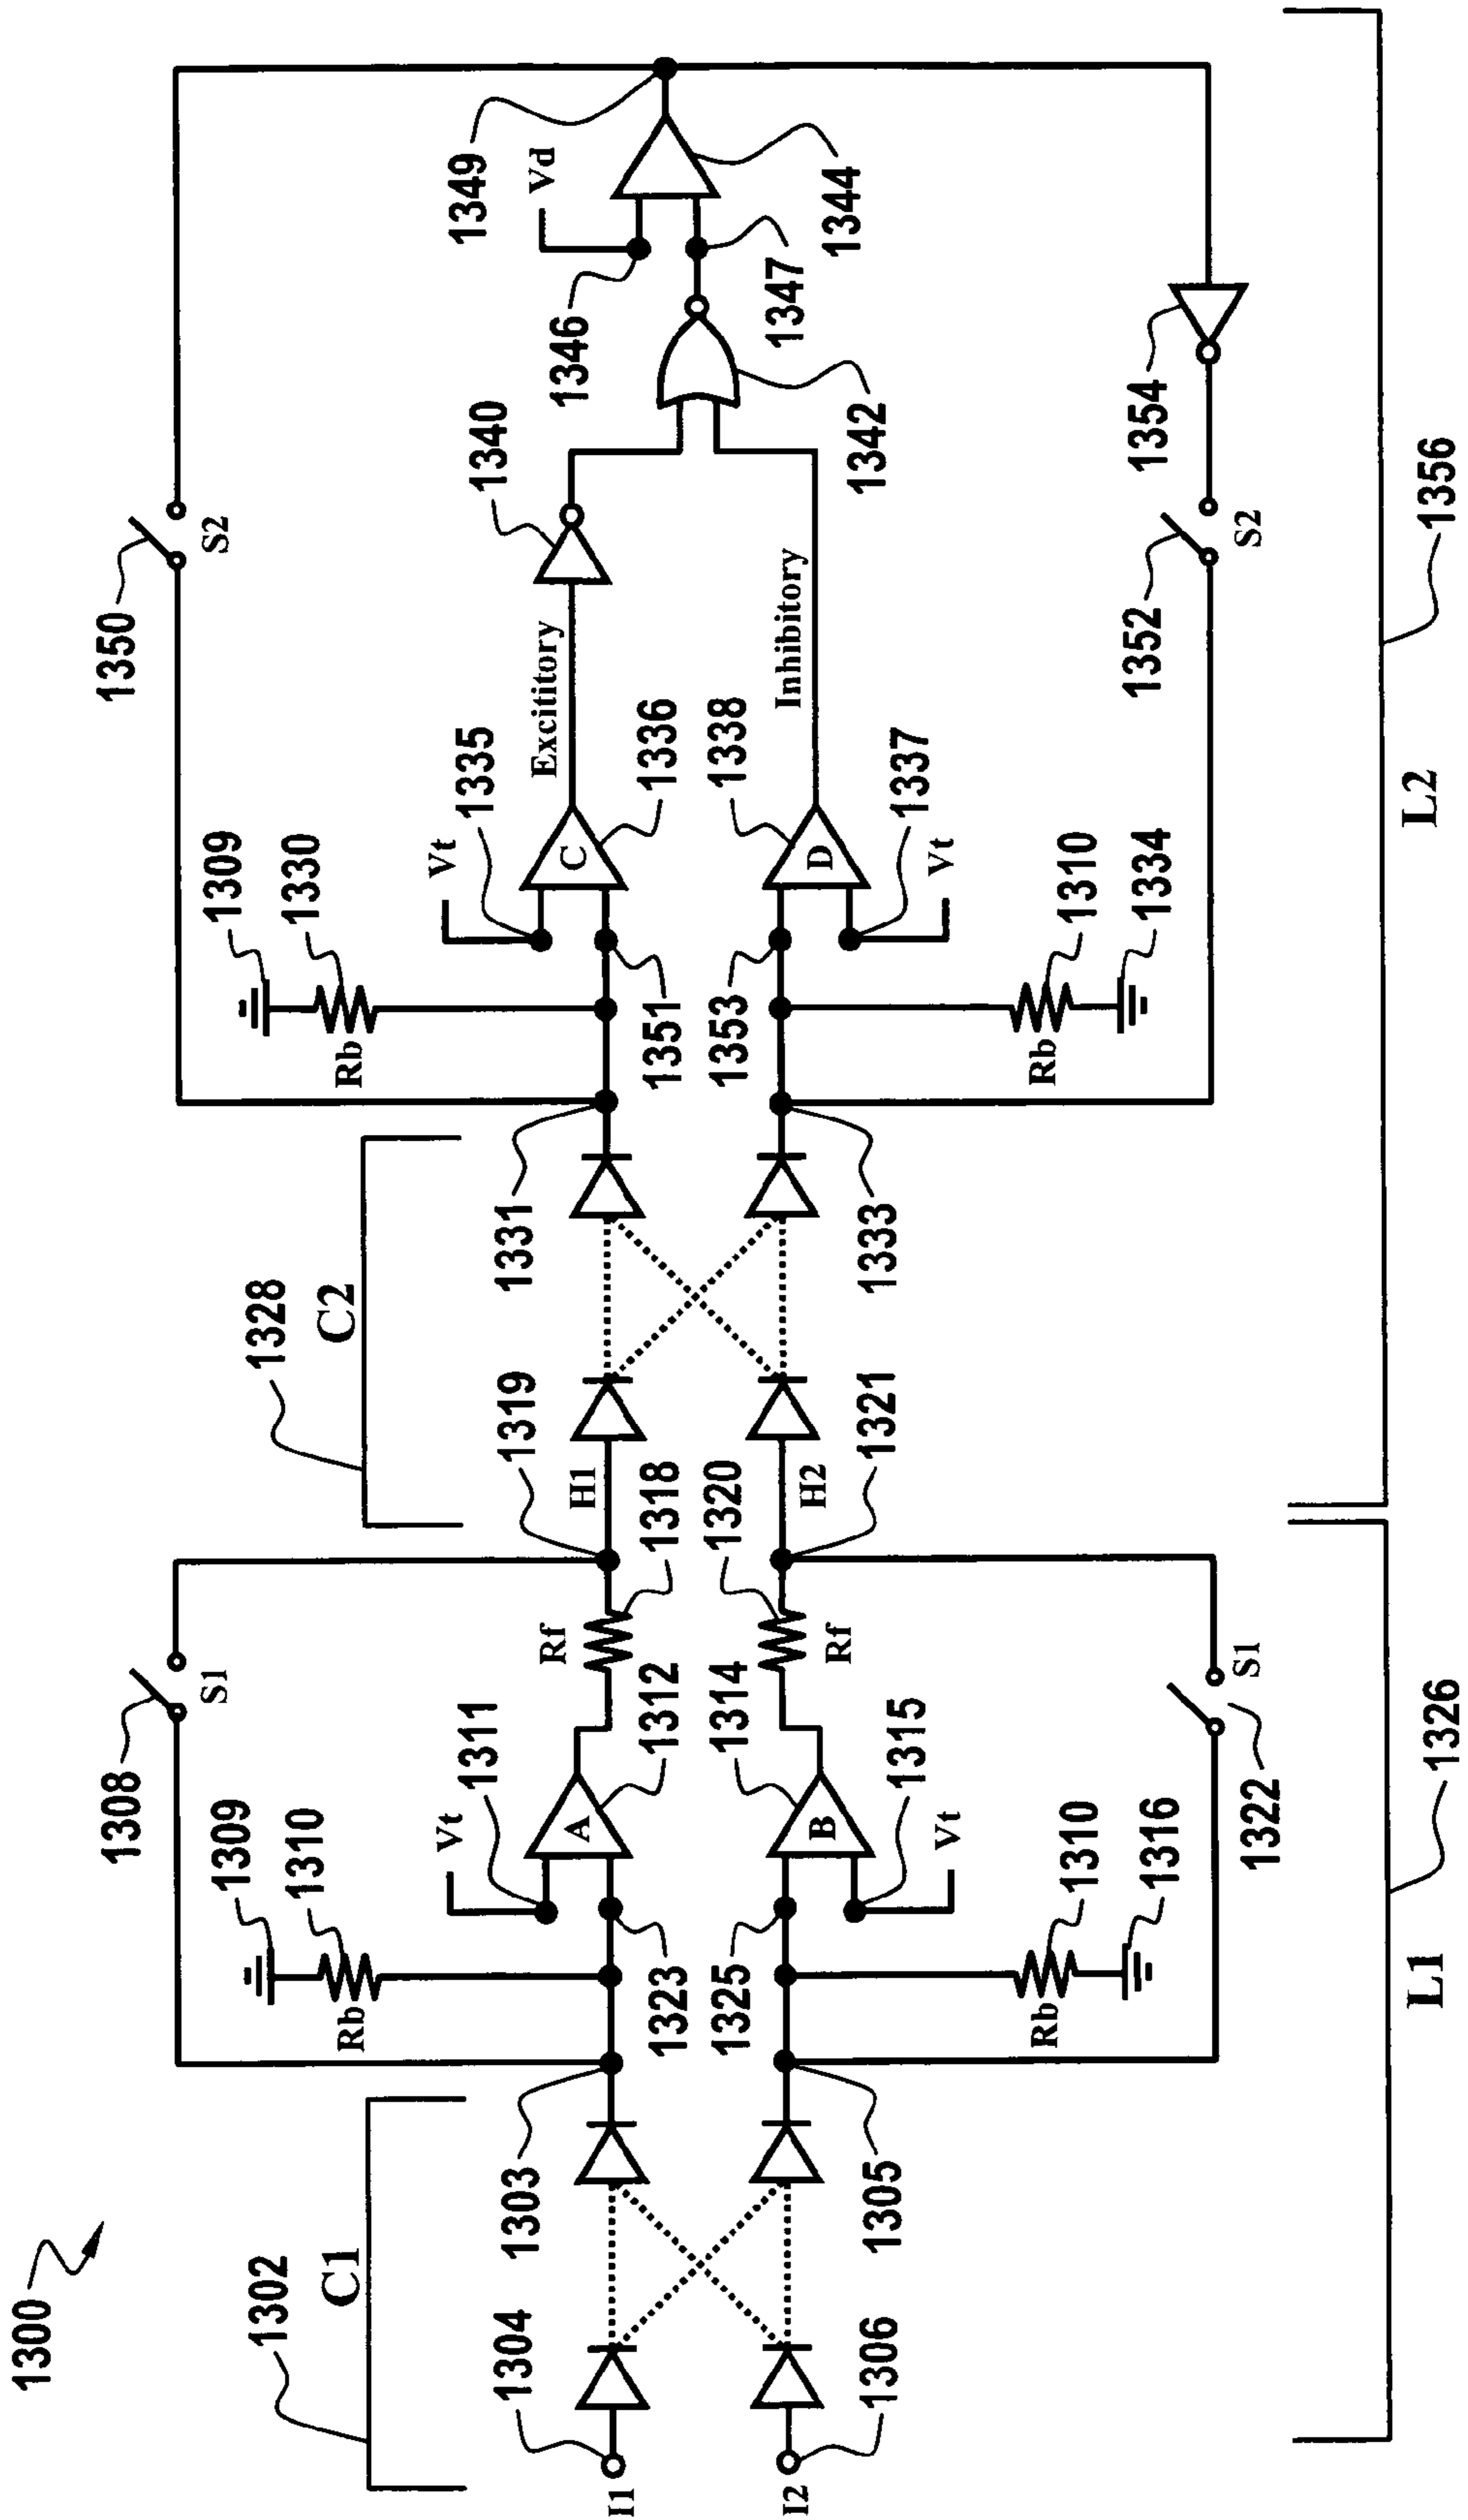 1300
1308
1350
S1
S2
1302
1309
1328
1309
1310
1330
C1
Rb
C2
Rb
Vt
Vt
1349
1311
1335
1340
Vd
1304
1303
Rf
1319
1331
Excititory
1346
A
H1
C
I1
1323
1312
1318
1351
1336
1325
1314
1320
1353
1338
I2
B
H2
D
Inhibitory
1347
Rf
1344
1306
1305
1315
1321
1333
1337
1342
Vt
Vt
Rb
1310
Rb
1310
1316
1334
1352
1354
S1
S2
1322
L1
L2
1326
1356